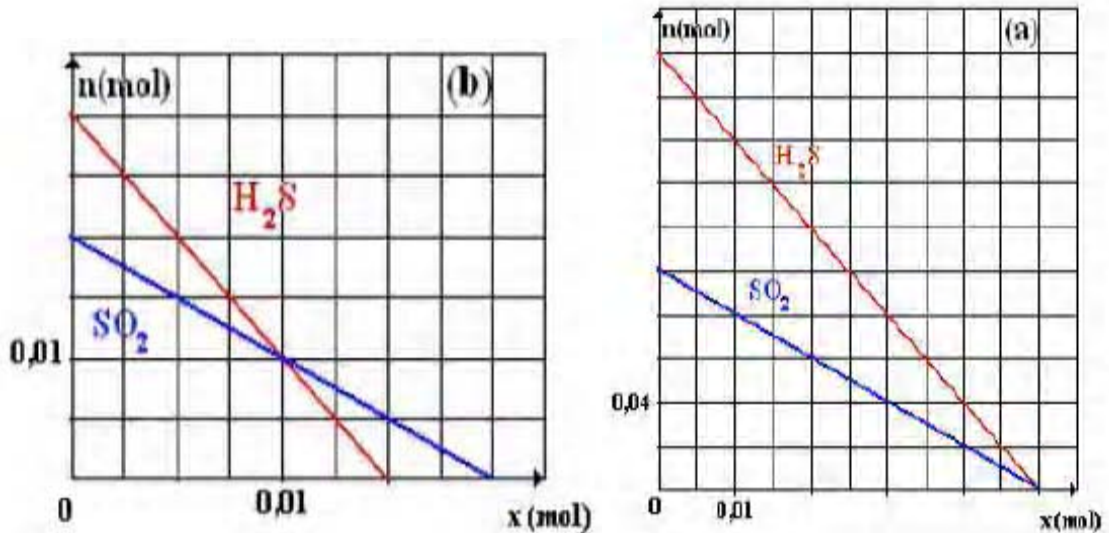 n(mol)
(b)
H₂S
SO₂
0,01
0
0,01
x (mol)
n(mol)
(a)
H₂S
SO₂
0,04
0
0,01
x(mol)